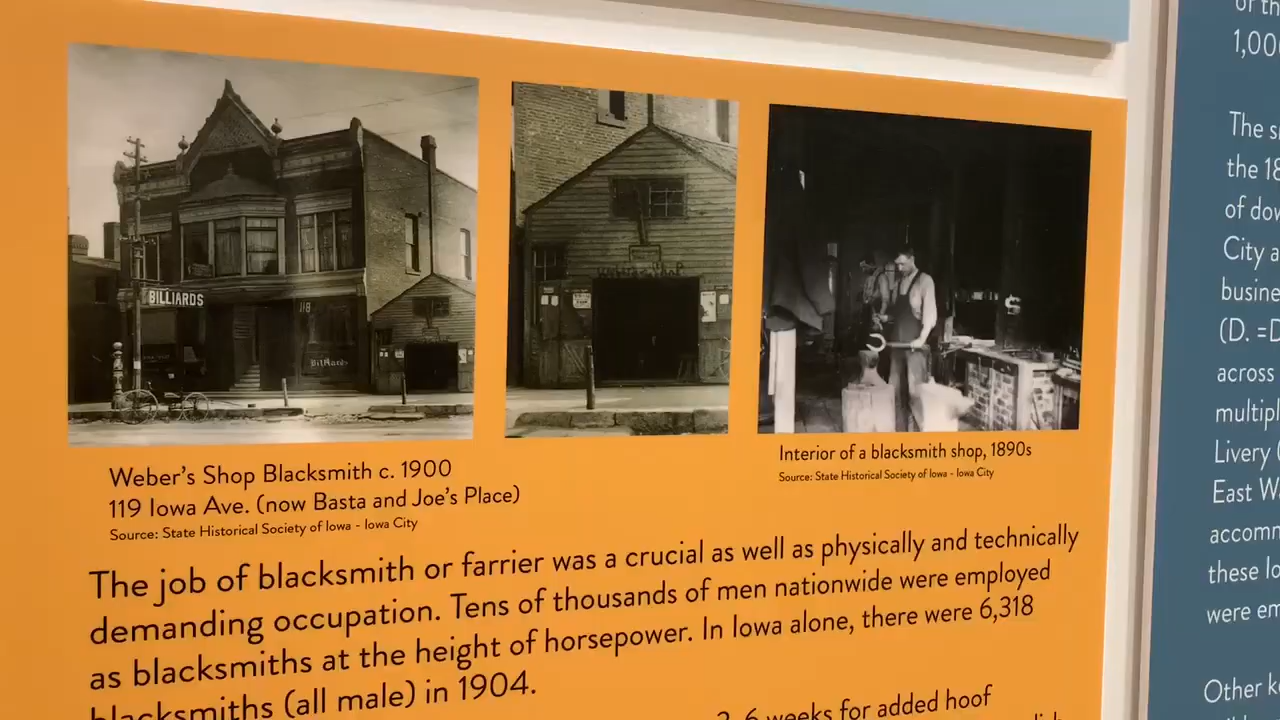 BILLIARDS
118
Billiards
Weber's Shop Blacksmith c. 1900
119 Iowa Ave. (now Basta and Joe's Place)
Source: State Historical Society of Iowa - Iowa City
Interior of a blacksmith shop, 1890s
Source: State Historical Society of Iowa - Iowa City
The job of blacksmith or farrier was a crucial as well as physically and technically
demanding occupation. Tens of thousands of men nationwide were employed
as blacksmiths at the height of horsepower. In Iowa alone, there were 6,318
blacksmiths (all male) in 1904.
6 weeks for added hoof
1,00
The s
the 18
of dow
City a
busine
(D. =D
across
multipl
Livery
East W
accomm
these lo
were em
Other k